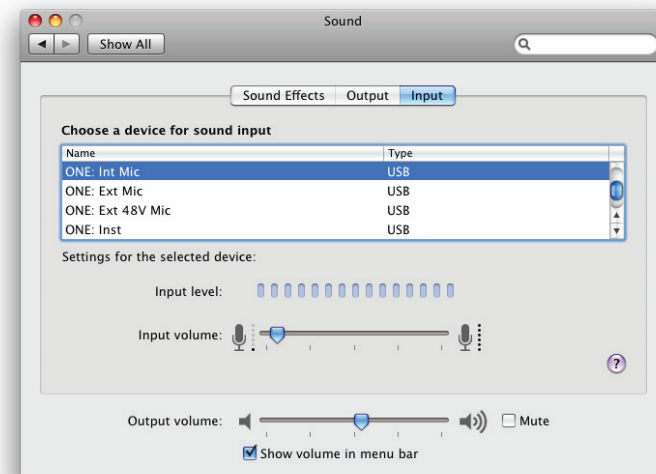 Sound
Show All
Sound Effects Output Input
Choose a device for sound input
Name Type
ONE: Int Mic USB
ONE: Ext Mic USB
ONE: Ext 48V Mic USB
ONE: Inst USB
Settings for the selected device:
Input level:
Input volume:
?
Output volume: Mute
Show volume in menu bar